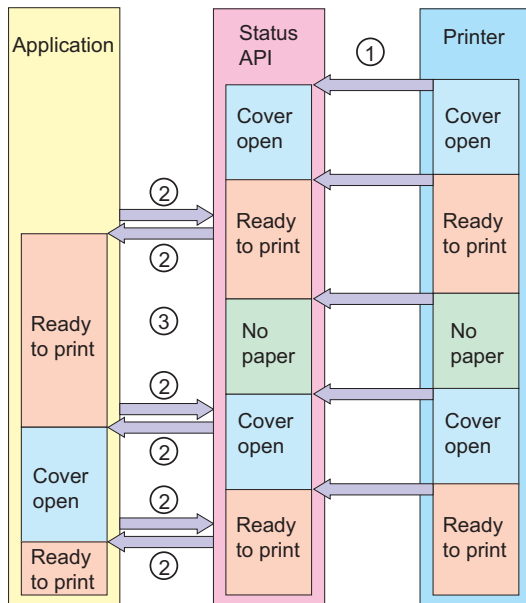 Application
Status
API
Printer
①
Cover
open
Cover
open
②
Ready
to print
Ready
to print
②
Ready
to print
③
No
paper
No
paper
②
Cover
open
Cover
open
②
Cover
open
②
Ready
to print
Ready
to print
Ready
to print
②